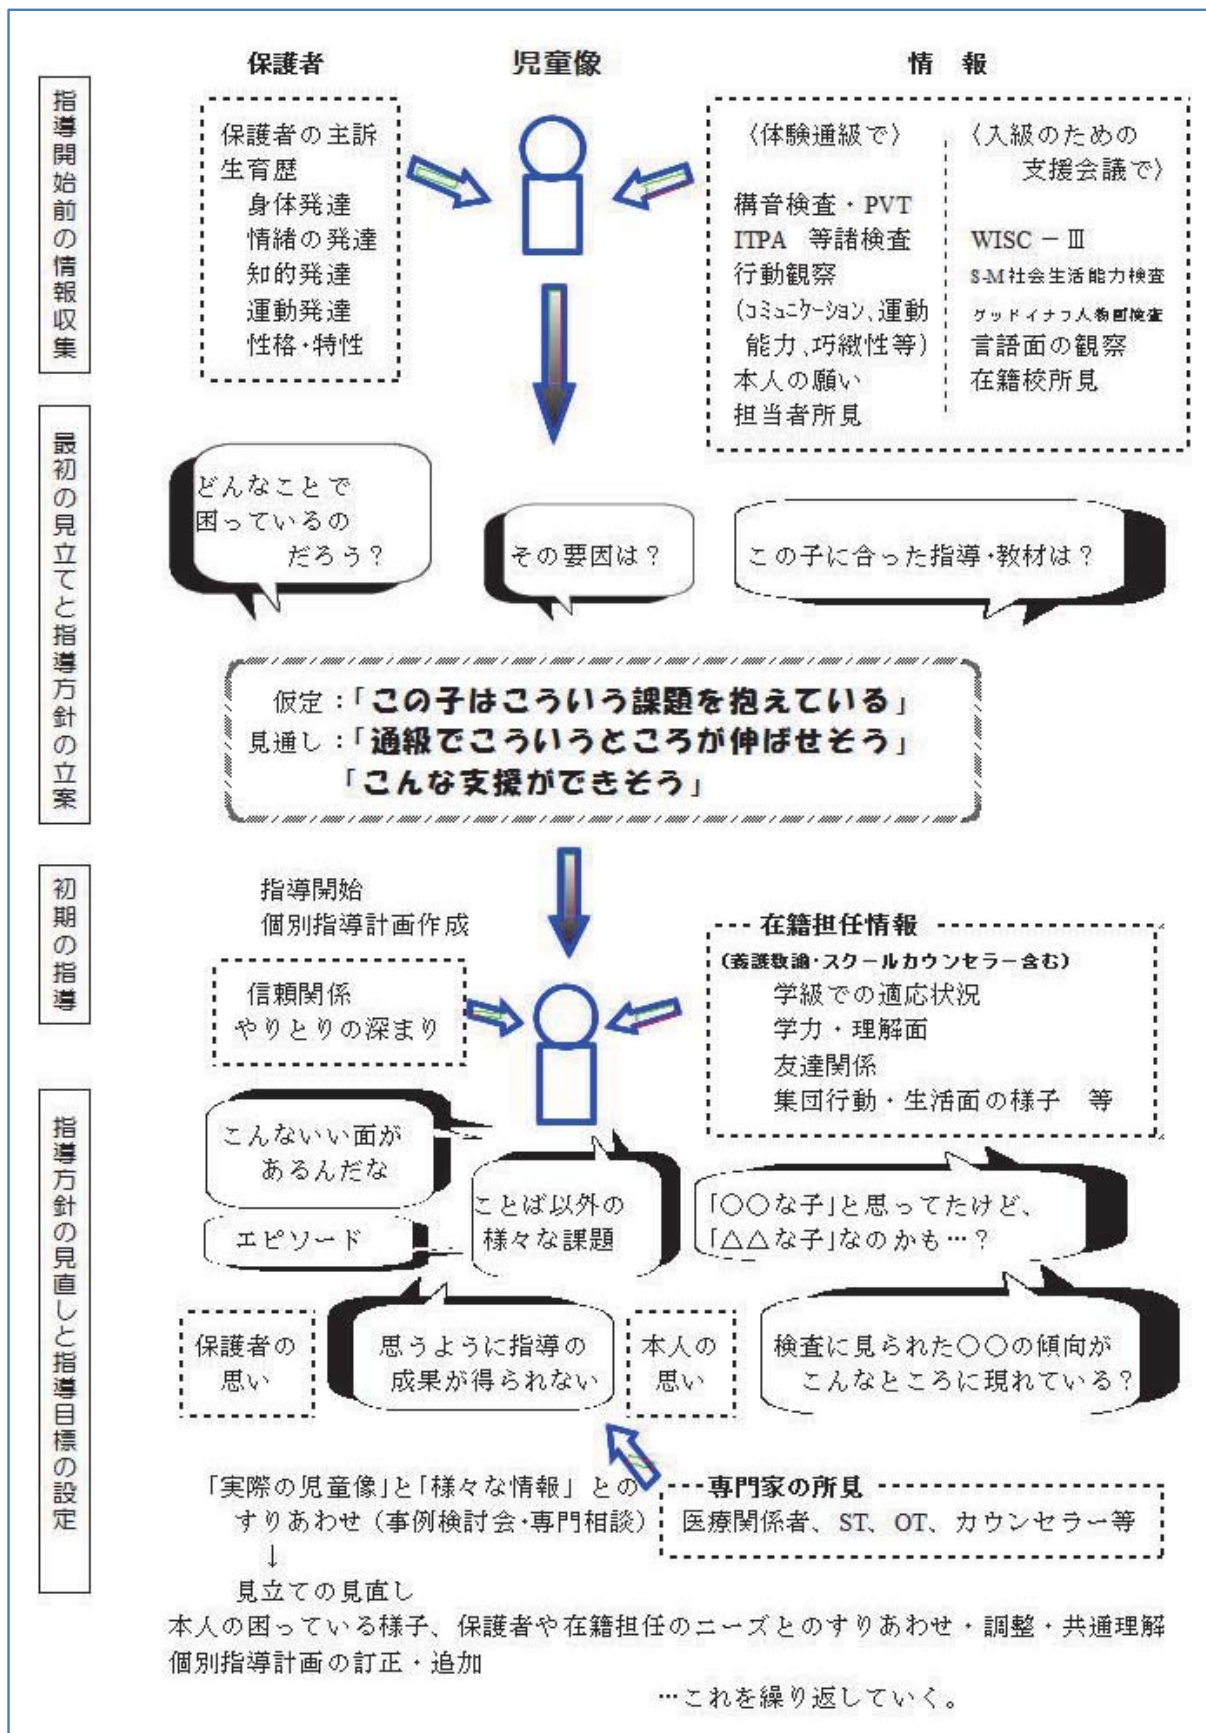 保護者
児童像
情 報
指導開始前の情報収集
保護者の主訴
生育歴
身体発達
情緒の発達
知的発達
運動発達
性格・特性
〈体験通級で〉
構音検査・PVT
ITPA 等諸検査
行動観察
(コミュニケーション、運動
能力、巧緻性等)
本人の願い
担当者所見
〈入級のための
支援会議で〉
WISC－Ⅲ
S-M社会生活能力検査
グッドイナフ人物画検査
言語面の観察
在籍校所見
最初の見立てと指導方針の立案
どんなことで
困っているの
だろう？
その要因は？
この子に合った指導・教材は？
仮定：「この子はこういう課題を抱えている」
見通し：「通級でこういうところが伸ばせそう」
「こんな支援ができそう」
初期の指導
指導開始
個別指導計画作成
信頼関係
やりとりの深まり
在籍担任情報
(養護教諭・スクールカウンセラー含む)
学級での適応状況
学力・理解面
友達関係
集団行動・生活面の様子 等
指導方針の見直しと指導目標の設定
こんないい面が
あるんだな
エピソード
ことば以外の
様々な課題
「〇〇な子」と思ってたけど、
「△△な子」なのかも…？
保護者の
思い
思うように指導の
成果が得られない
本人の
思い
検査に見られた〇〇の傾向が
こんなところに現れている？
「実際の児童像」と「様々な情報」との
すりあわせ（事例検討会・専門相談）
専門家の所見
医療関係者、ST、OT、カウンセラー等
↓
見立ての見直し
本人の困っている様子、保護者や在籍担任のニーズとのすりあわせ・調整・共通理解
個別指導計画の訂正・追加
…これを繰り返していく。